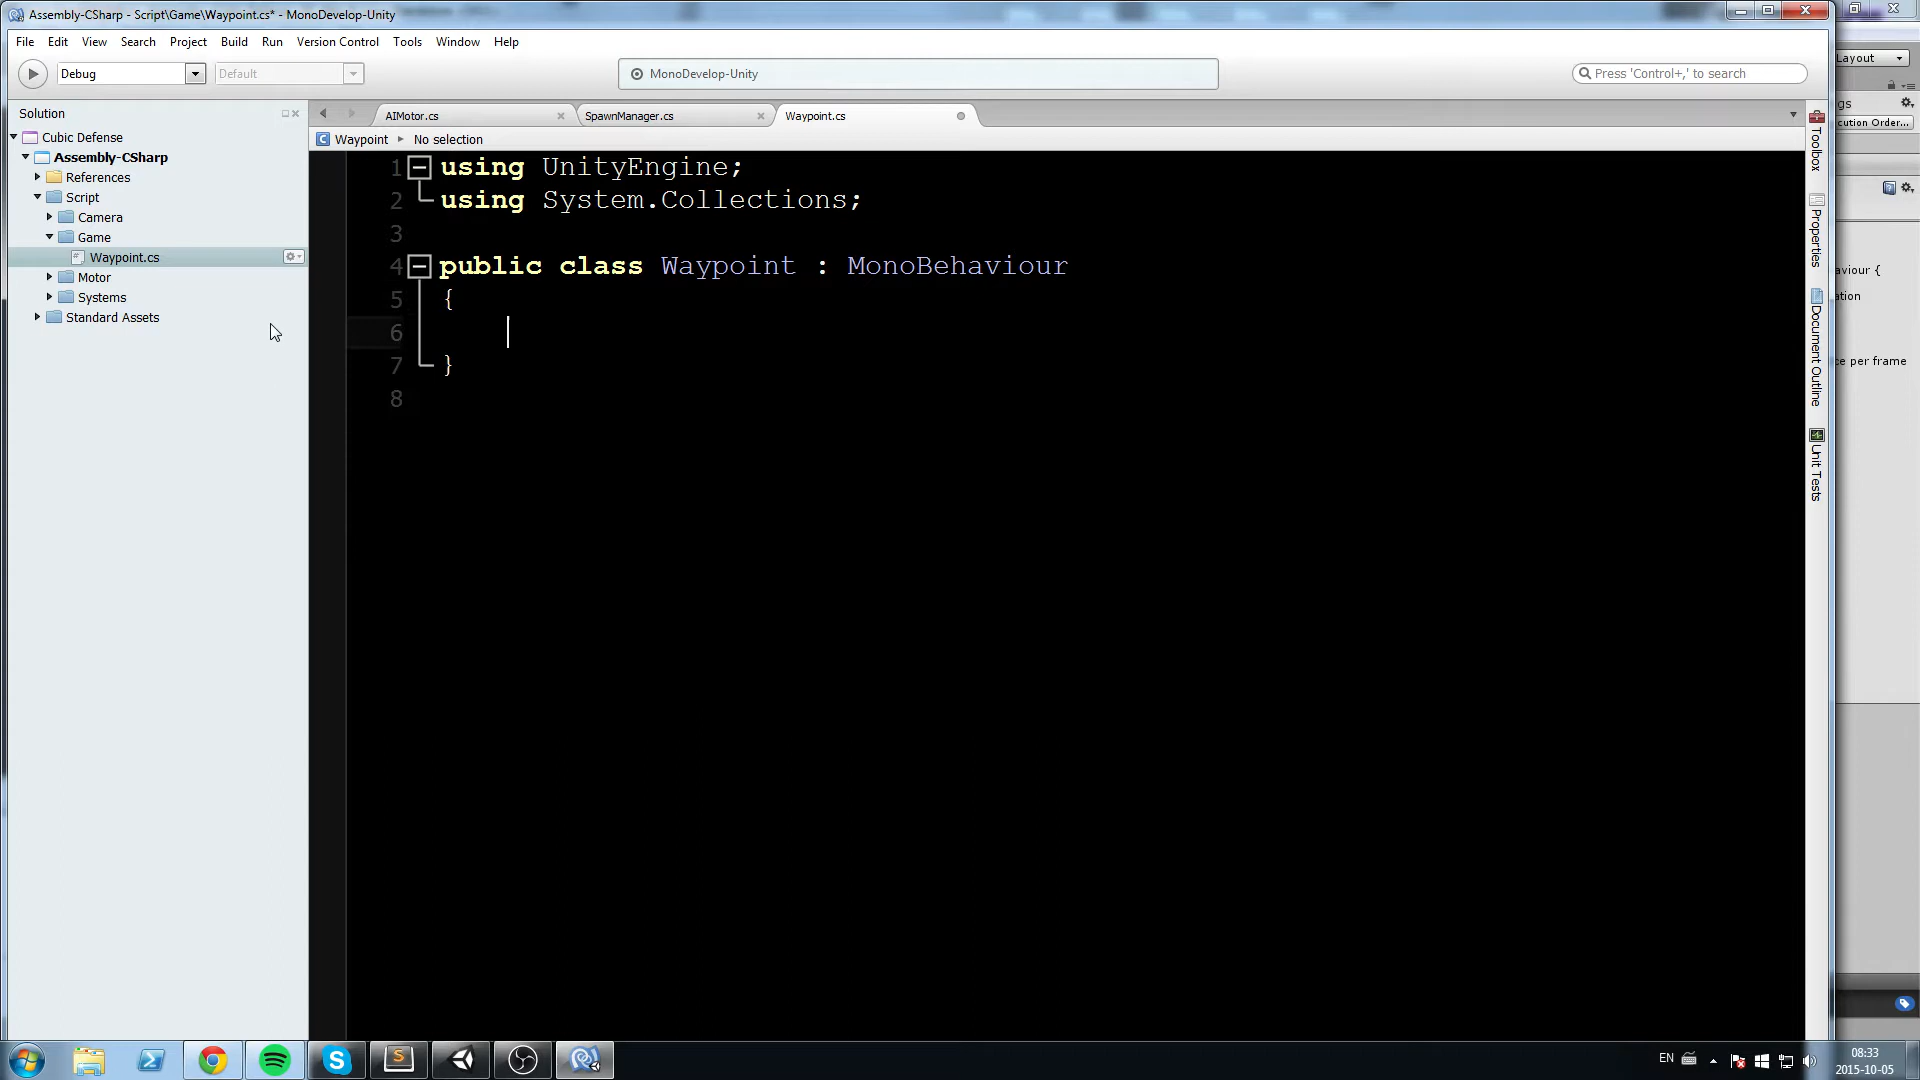 Assembly-CSharp - Script\Game\Waypoint.cs* - MonoDevelop-Unity
File Edit View Search Project Build Run Version Control Tools Window Help
Debug
Default
MonoDevelop-Unity
Press 'Control+,' to search
Layout
Solution
Cubic Defense
Assembly-CSharp
References
Script
Camera
Game
Waypoint.cs
Motor
Systems
Standard Assets
AIMotor.cs
SpawnManager.cs
Waypoint.cs
Waypoint
No selection
1 using UnityEngine;
2 using System.Collections;
3
4 public class Waypoint : MonoBehaviour
5 {
6
7 }
8
Toolbox
Properties
Document Outline
Unit Tests
gs
cution Order...
aviour {
ation
ce per frame
EN
08:33
2015-10-05